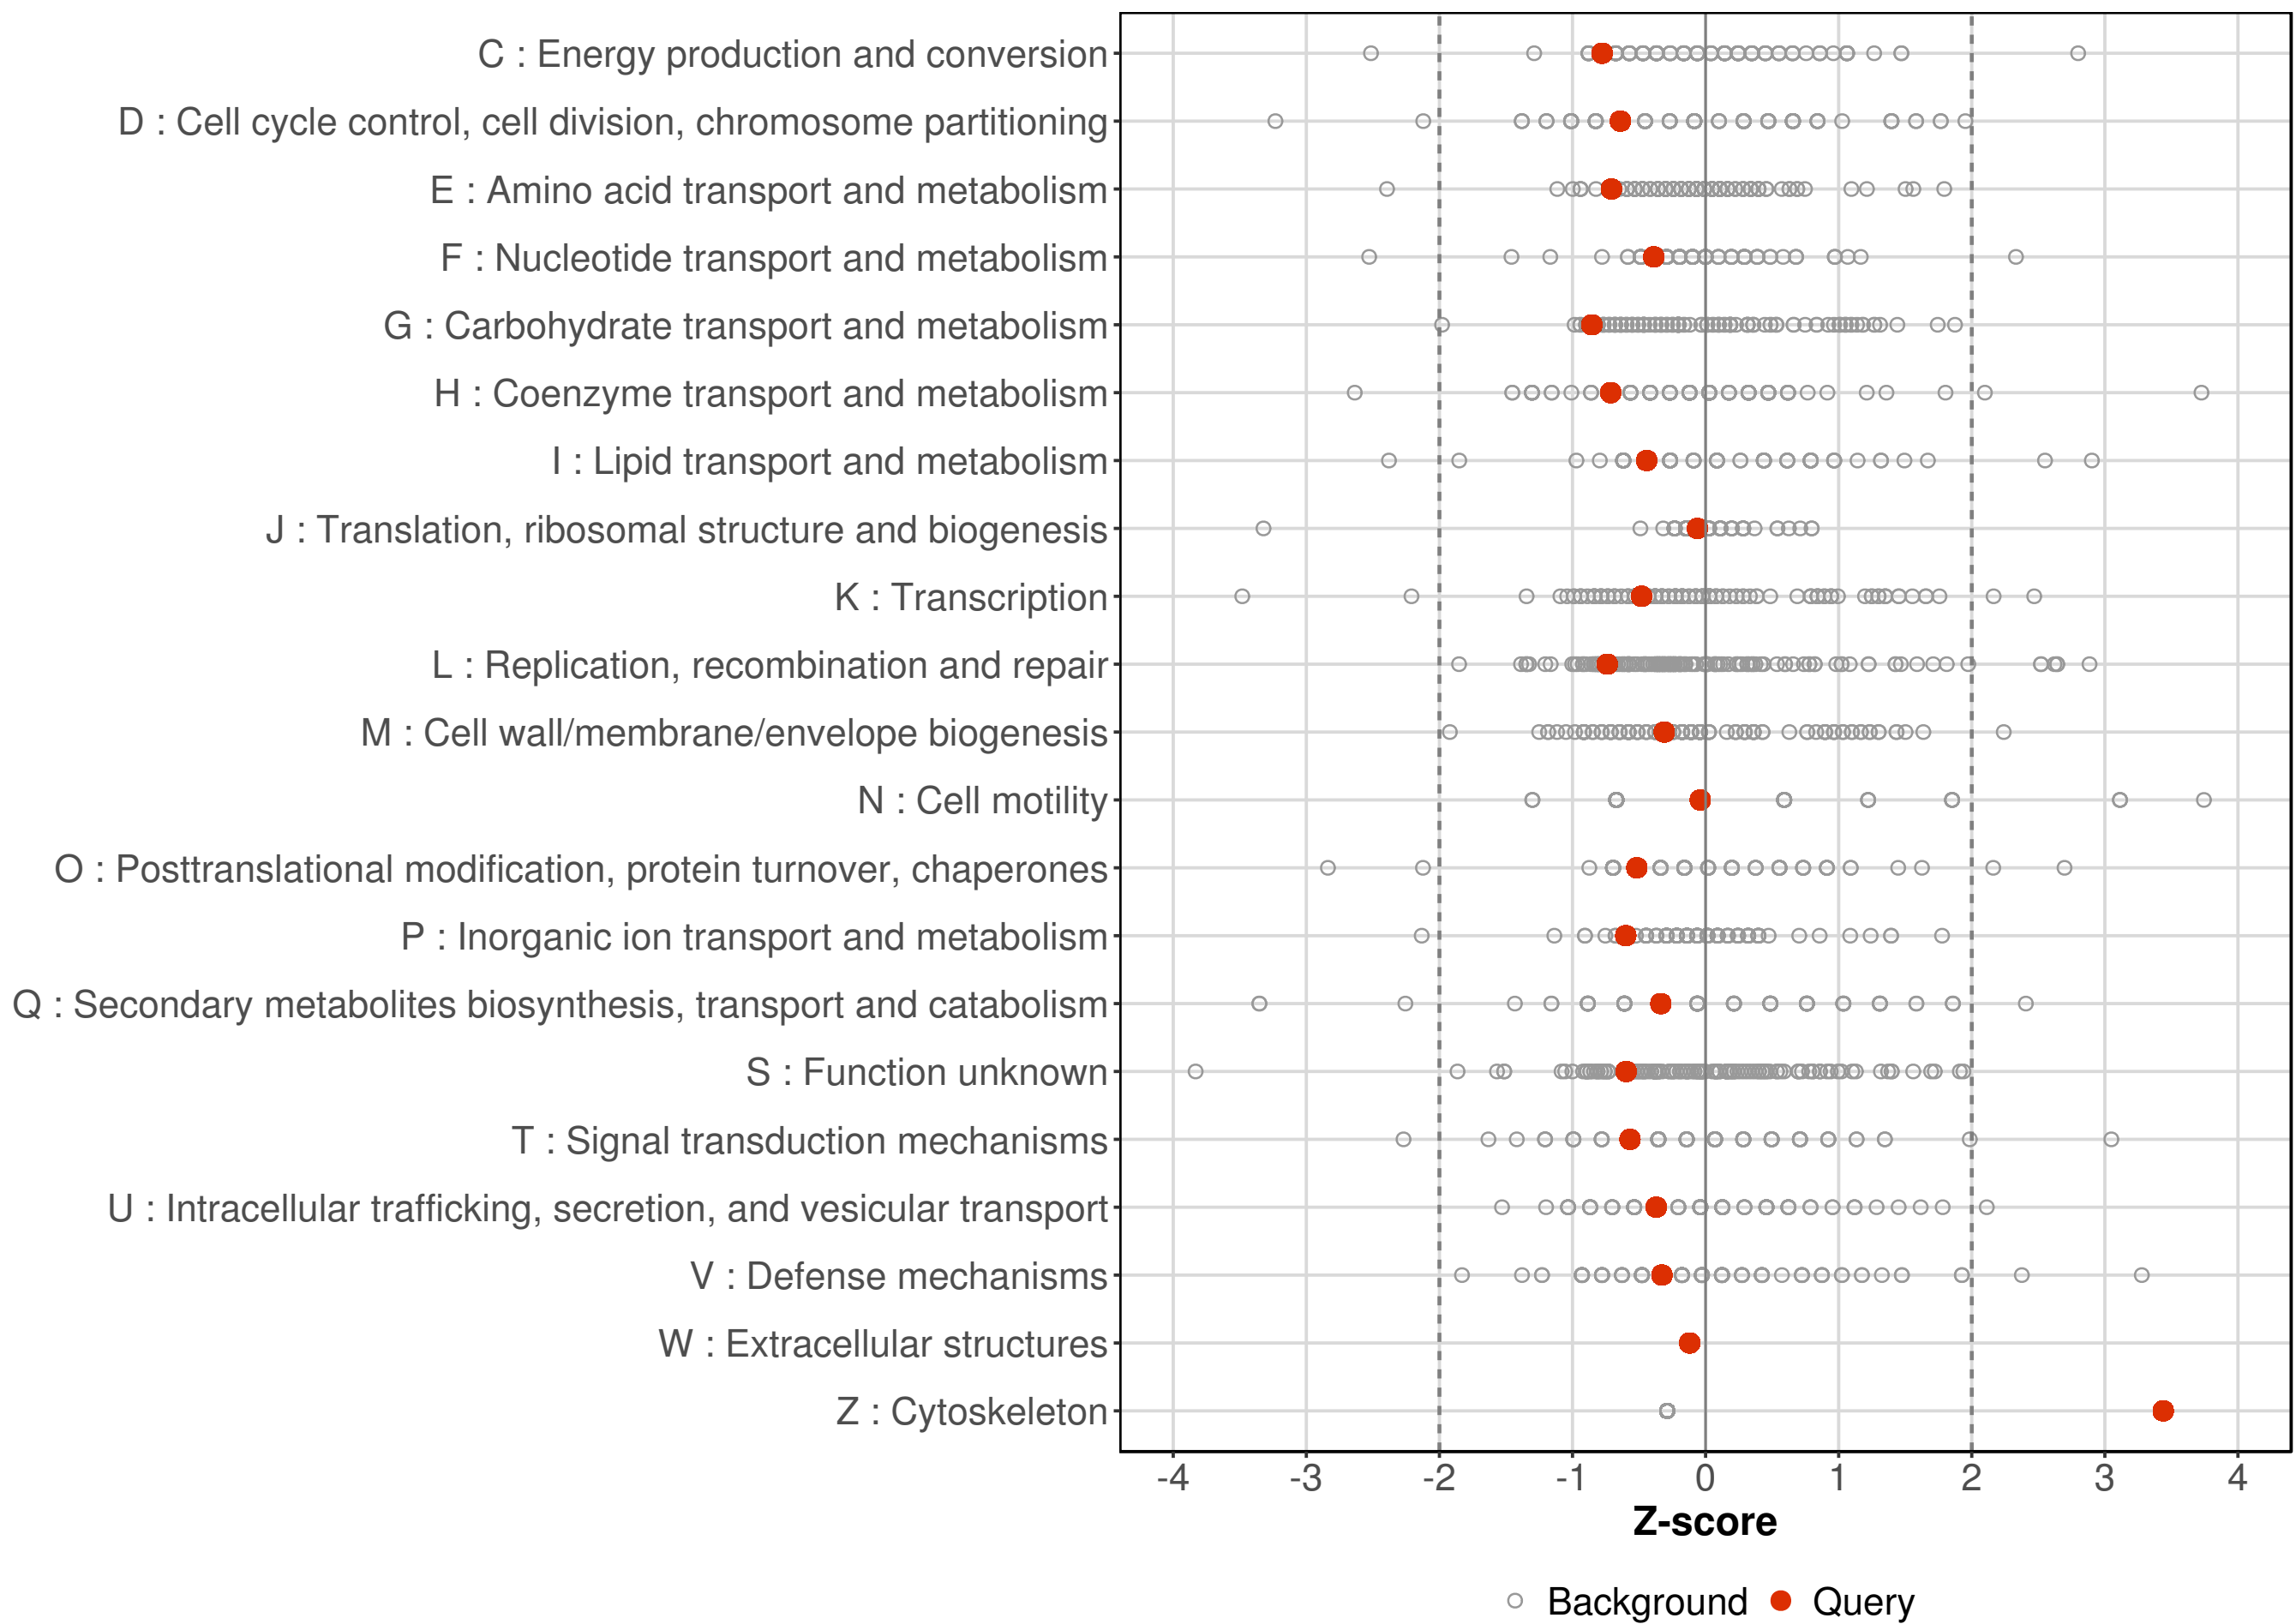 C : Energy production and conversion
D : Cell cycle control, cell division, chromosome partitioning
E : Amino acid transport and metabolism
F : Nucleotide transport and metabolism
G : Carbohydrate transport and metabolism
H : Coenzyme transport and metabolism
I : Lipid transport and metabolism
J : Translation, ribosomal structure and biogenesis
K : Transcription
L : Replication, recombination and repair
M : Cell wall/membrane/envelope biogenesis
N : Cell motility
O : Posttranslational modification, protein turnover, chaperones
P : Inorganic ion transport and metabolism
Q : Secondary metabolites biosynthesis, transport and catabolism
S : Function unknown
T : Signal transduction mechanisms
U : Intracellular trafficking, secretion, and vesicular transport
V : Defense mechanisms
W : Extracellular structures
Z : Cytoskeleton
-4 -3 -2 -1 0 1 2 3 4
Z-score
Background Query